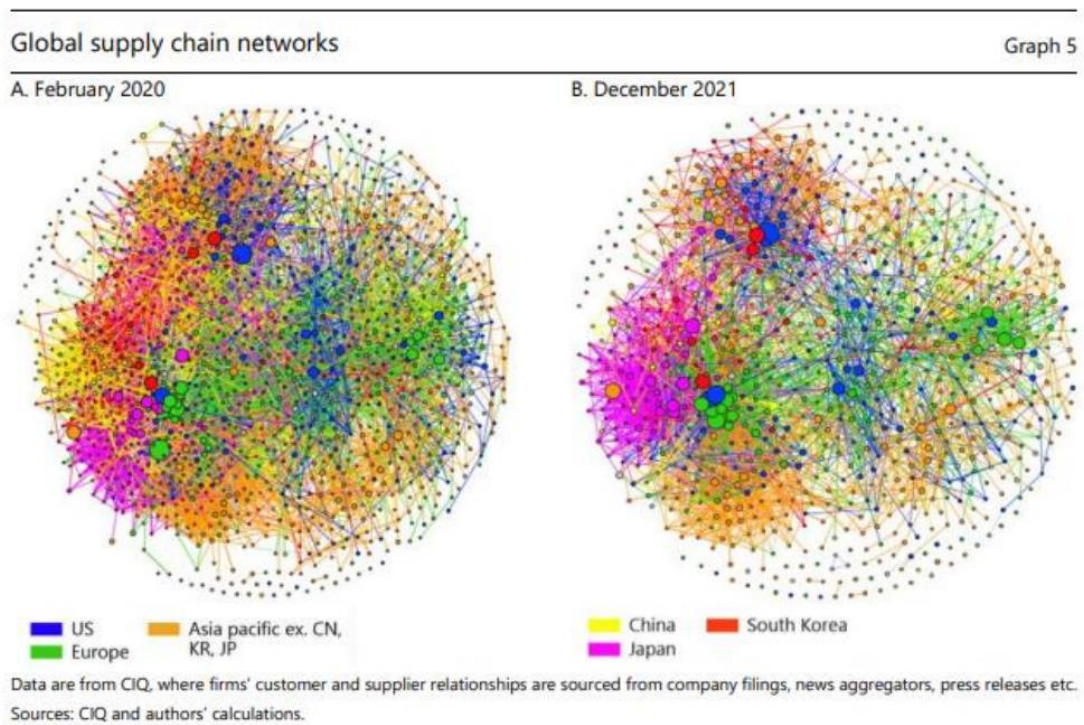 Global supply chain networks
Graph 5
A. February 2020
B. December 2021
US
Europe
Asia pacific ex. CN,
KR, JP
China
Japan
South Korea
Data are from CIQ, where firms' customer and supplier relationships are sourced from company filings, news aggregators, press releases etc.
Sources: CIQ and authors' calculations.